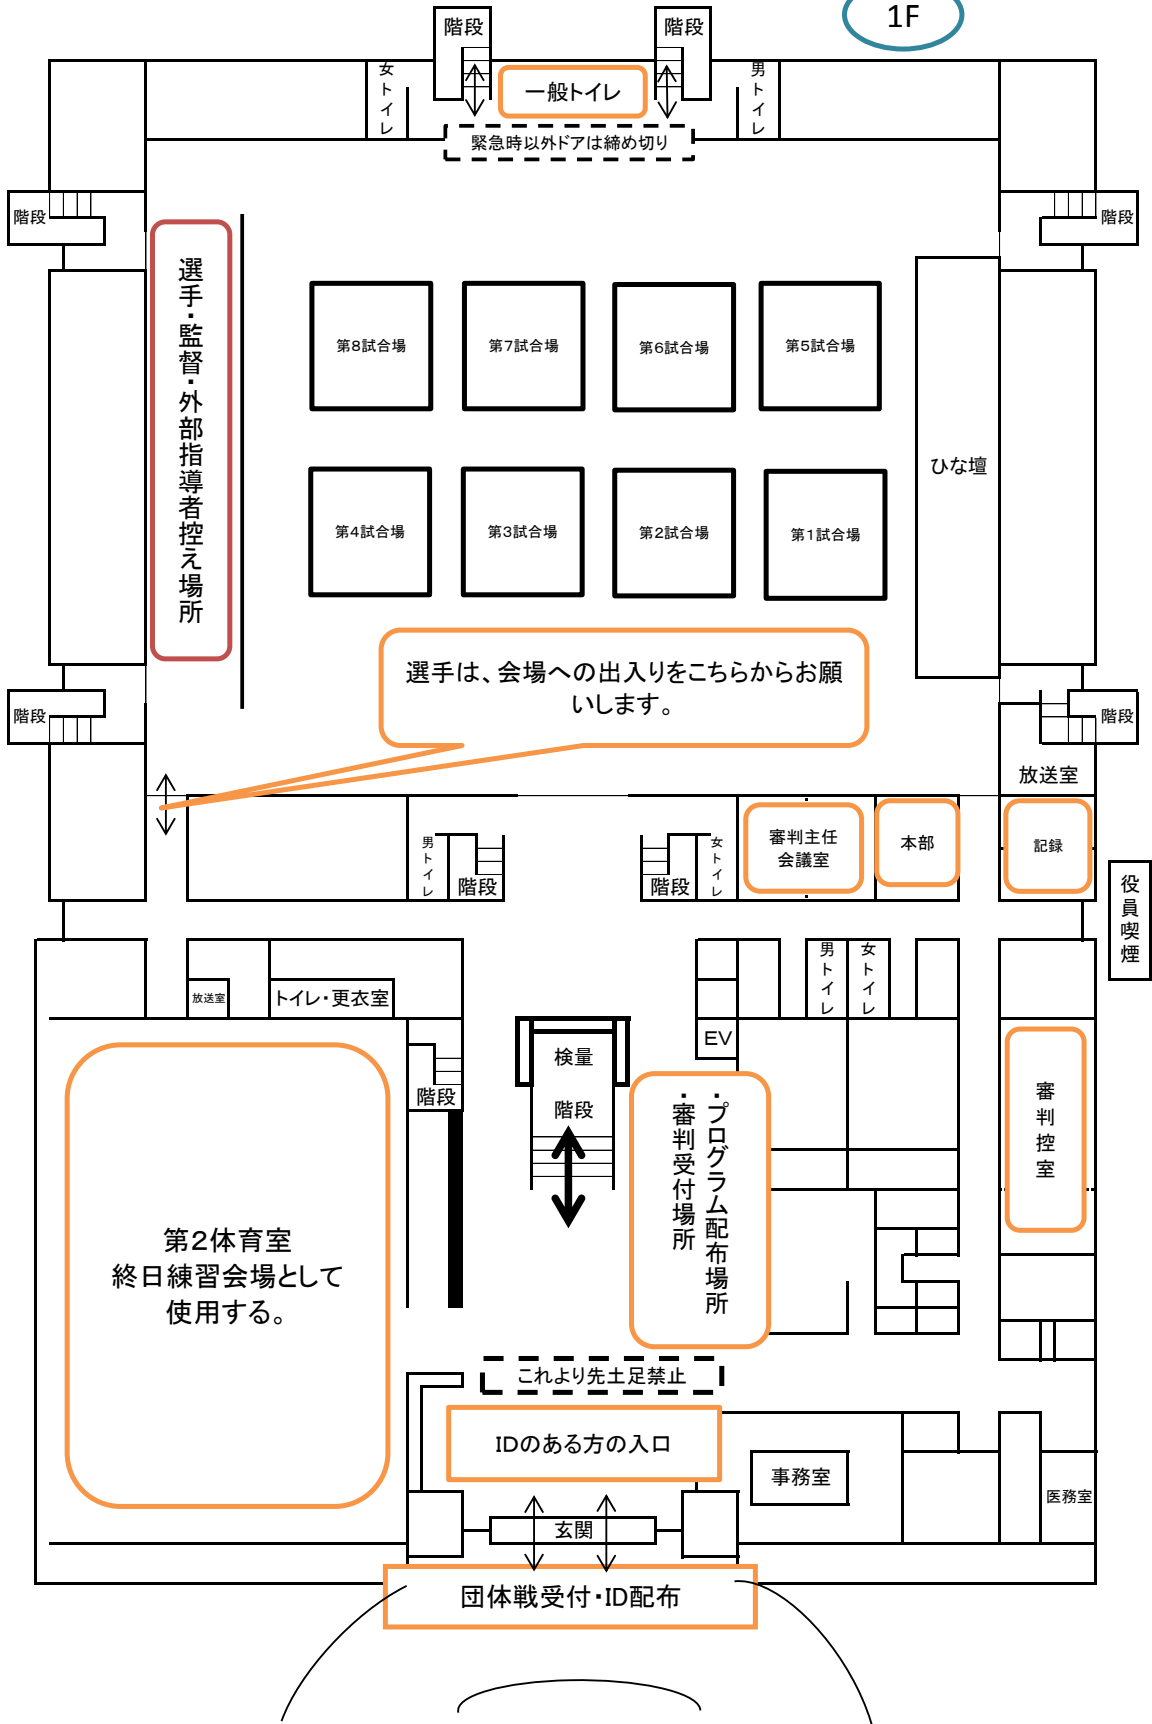 1F
階段
階段
女トイレ
一般トイレ
男トイレ
緊急時以外ドアは締め切り
階段
階段
選手・監督・外部指導者控え場所
第8試合場
第7試合場
第6試合場
第5試合場
ひな壇
第4試合場
第3試合場
第2試合場
第1試合場
選手は、会場への出入りをこちらからお願
いします。
階段
階段
放送室
男トイレ
階段
階段
女トイレ
審判主任
会議室
本部
記録
役員喫煙
放送室
トイレ・更衣室
男トイレ
女トイレ
EV
検量
階段
階段
・プログラム配布場所
・審判受付場所
審判控室
第2体育室
終日練習会場として
使用する。
これより先土足禁止
IDのある方の入口
事務室
医務室
玄関
団体戦受付・ID配布